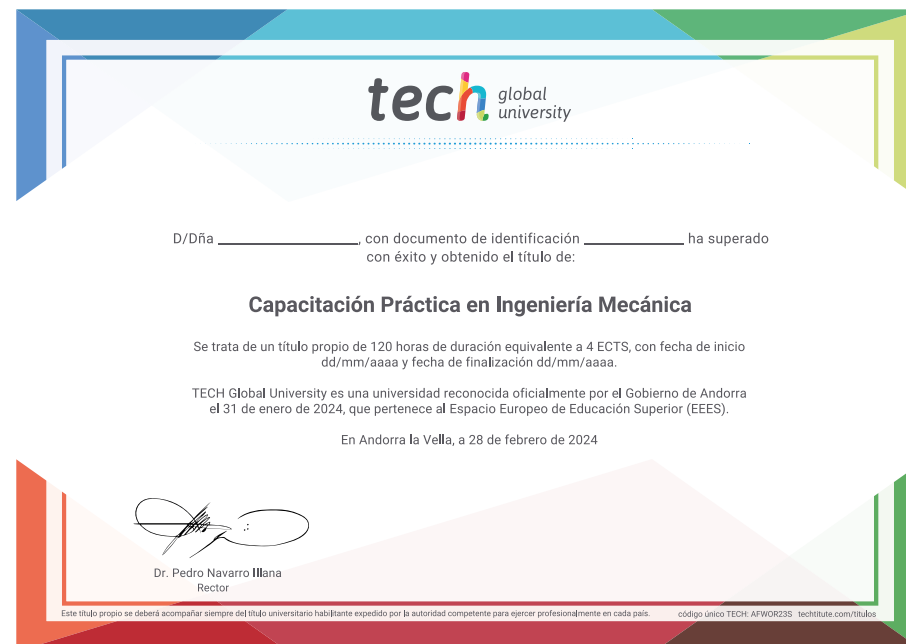 tech global university
D/Dña ______________, con documento de identificación __________ ha superado
con éxito y obtenido el título de:
Capacitación Práctica en Ingeniería Mecánica
Se trata de un título propio de 120 horas de duración equivalente a 4 ECTS, con fecha de inicio
dd/mm/aaaa y fecha de finalización dd/mm/aaaa.
TECH Global University es una universidad reconocida oficialmente por el Gobierno de Andorra
el 31 de enero de 2024, que pertenece al Espacio Europeo de Educación Superior (EEES).
En Andorra la Vella, a 28 de febrero de 2024
Dr. Pedro Navarro Illana
Rector
Este título propio se deberá acompañar siempre del título universitario habilitante expedido por la autoridad competente para ejercer profesionalmente en cada país. código único TECH: AFWOR23S techtitute.com/titulos